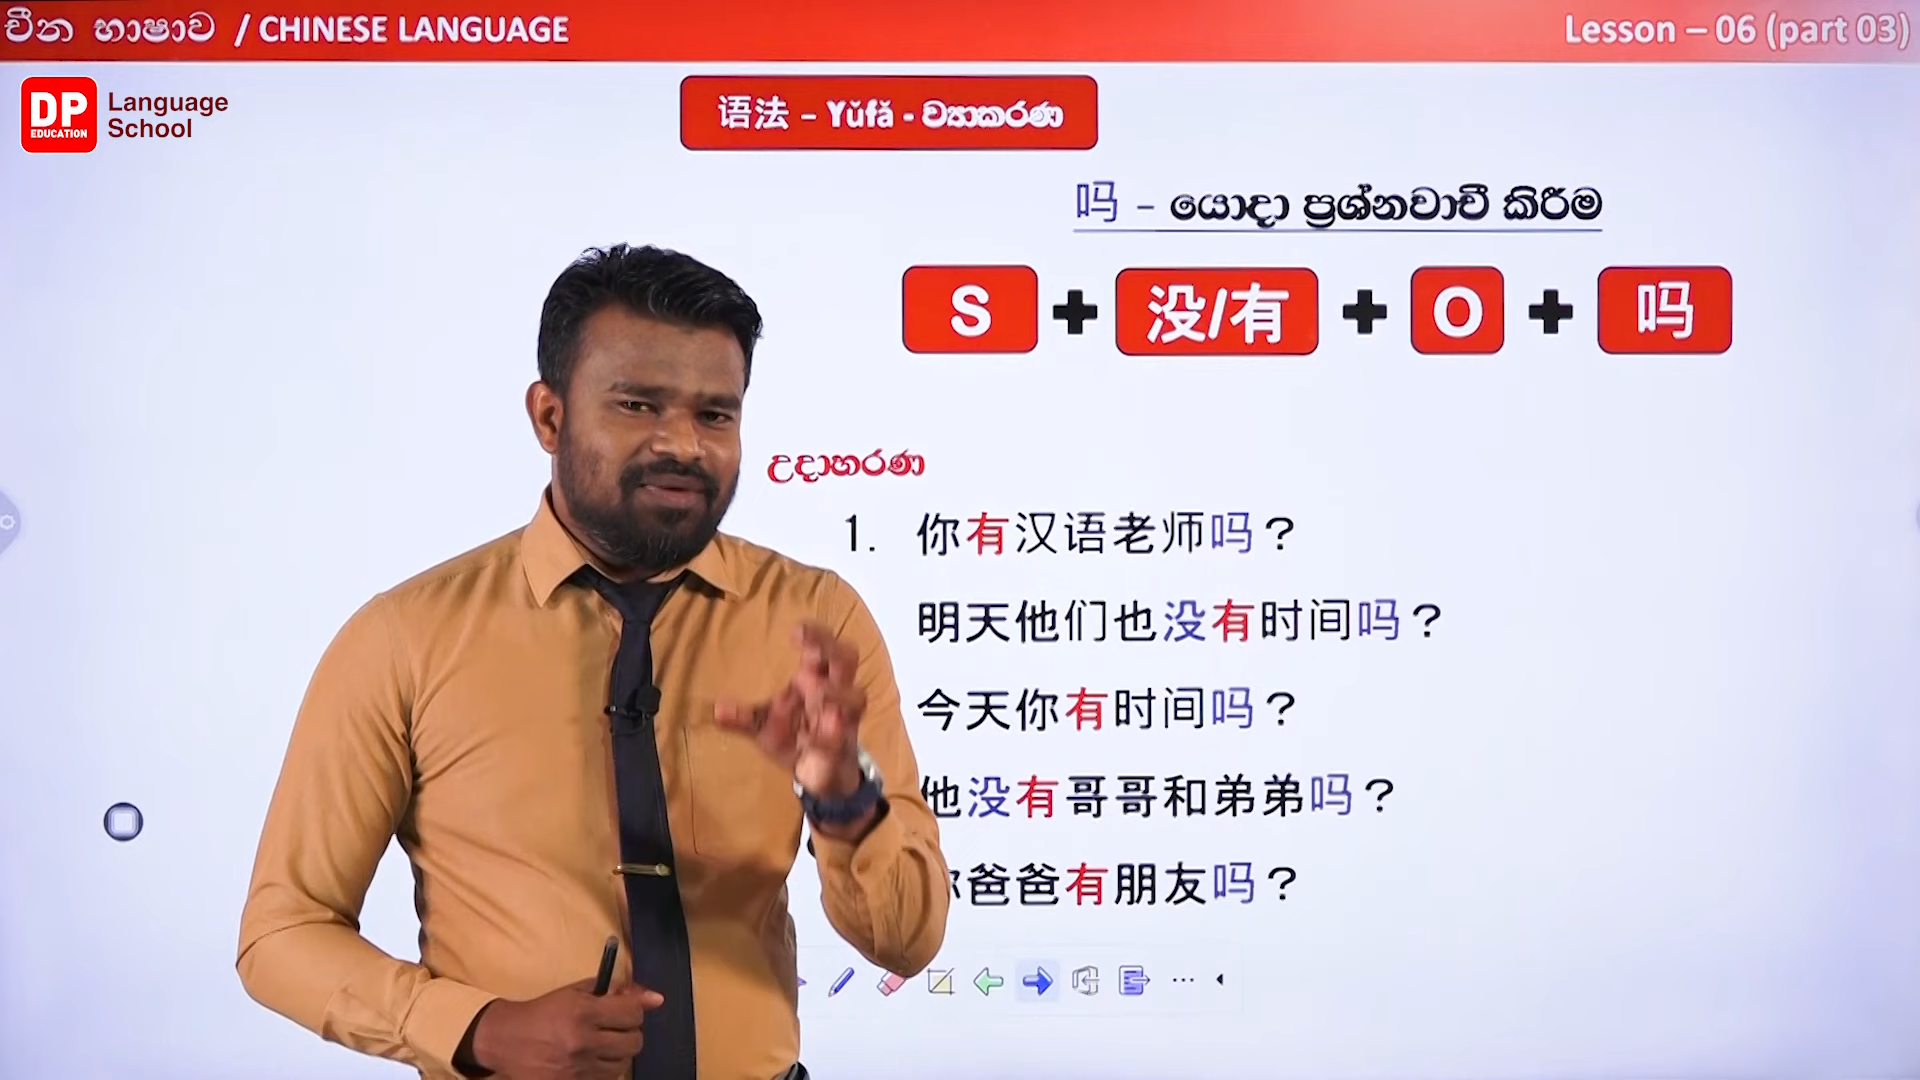 චීන භාෂාව / CHINESE LANGUAGE
Lesson – 06 (part 03)
DP
EDUCATION
Language
School
语法 – Yǔfǎ - ව්‍යාකරණ
吗 – යොදා ප්‍රශ්නවාචී කිරීම
S + 没/有 + O + 吗
උදාහරණ
1. 你有汉语老师吗？
明天他们也没有时间吗？
今天你有时间吗？
他没有哥哥和弟弟吗？
爸爸有朋友吗？